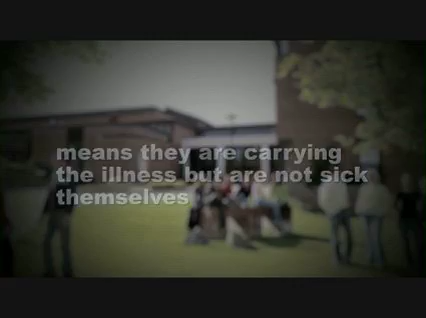 means they are carrying
the illness but are not sick
themselves